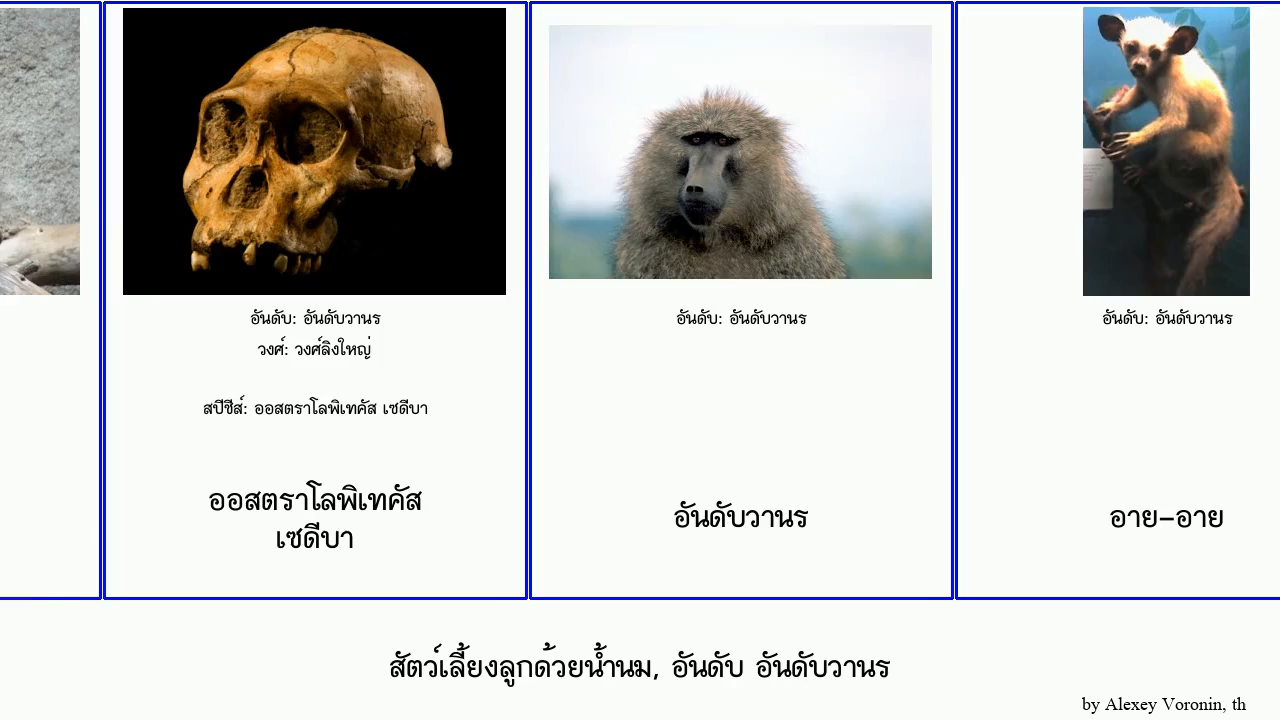 อันดับ: อันดับวานร
วงศ์: วงศ์ลิงใหญ่
สปีชีส์: ออสตราโลพิเทคัส เซดีบา
ออสตราโลพิเทคัส
เซดีบา
อันดับ: อันดับวานร
อันดับวานร
อันดับ: อันดับวานร
อาย-อาย
สัตว์เลี้ยงลูกด้วยน้ำนม, อันดับ อันดับวานร
by Alexey Voronin, th